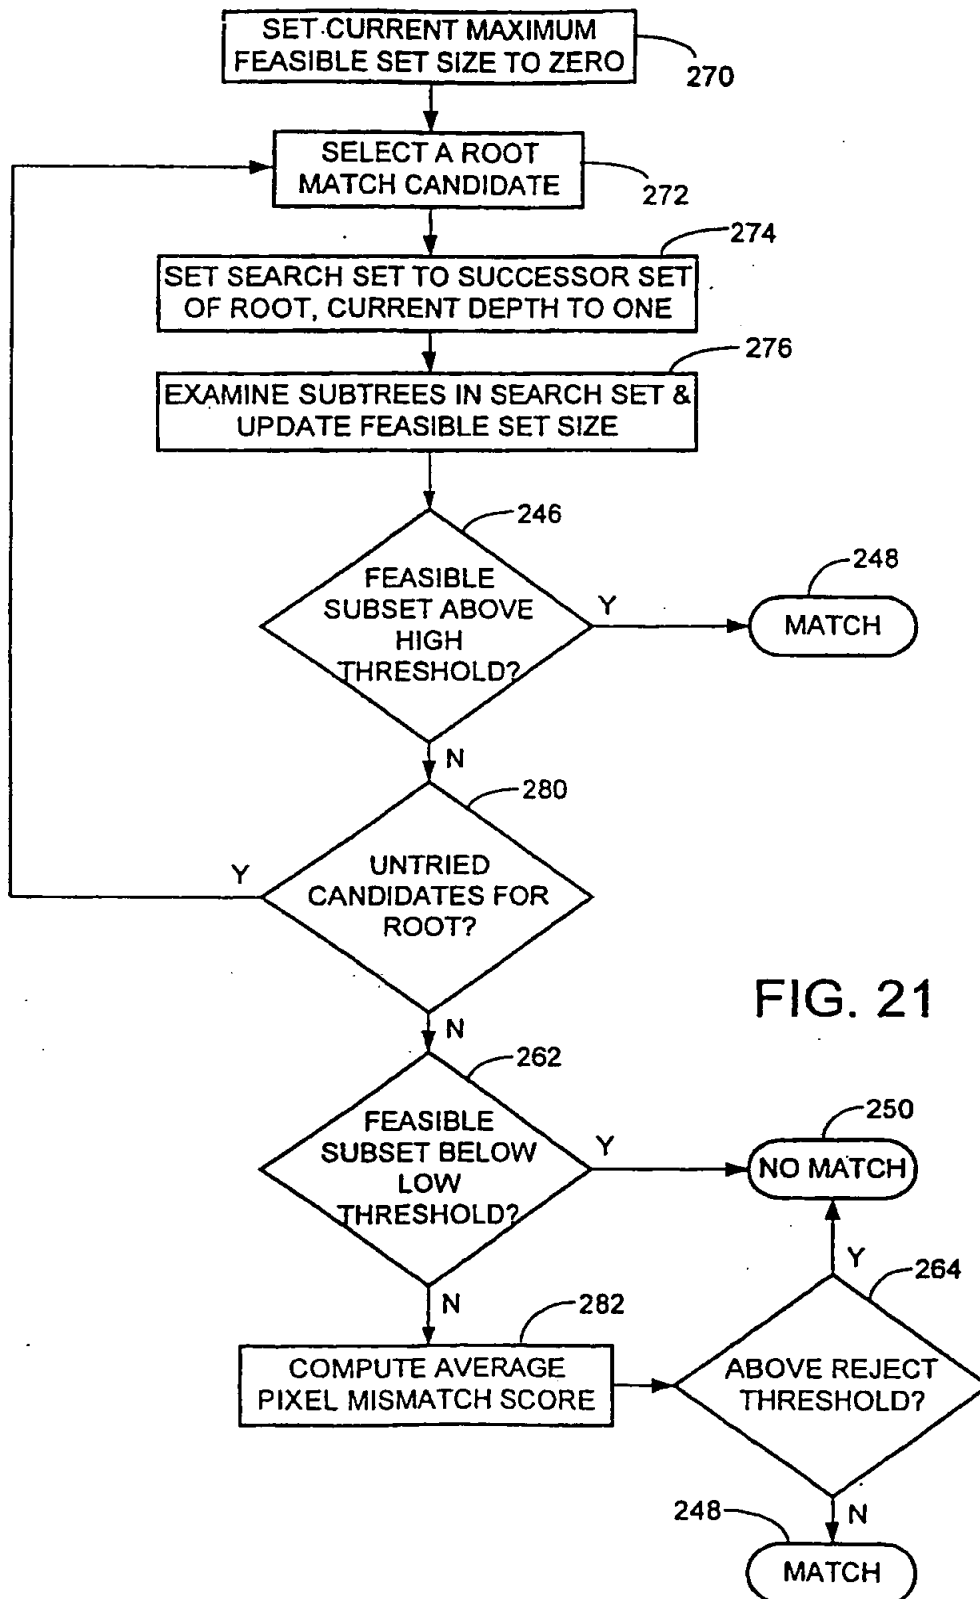 SET CURRENT MAXIMUM
FEASIBLE SET SIZE TO ZERO
270
SELECT A ROOT
MATCH CANDIDATE
272
274
SET SEARCH SET TO SUCCESSOR SET
OF ROOT, CURRENT DEPTH TO ONE
276
EXAMINE SUBTREES IN SEARCH SET &
UPDATE FEASIBLE SET SIZE
246
FEASIBLE
SUBSET ABOVE
HIGH
THRESHOLD?
Y
248
MATCH
N
280
UNTRIED
CANDIDATES FOR
ROOT?
Y
N
FIG. 21
262
FEASIBLE
SUBSET BELOW
LOW
THRESHOLD?
Y
250
NO MATCH
Y
264
N
282
COMPUTE AVERAGE
PIXEL MISMATCH SCORE
ABOVE REJECT
THRESHOLD?
N
248
MATCH